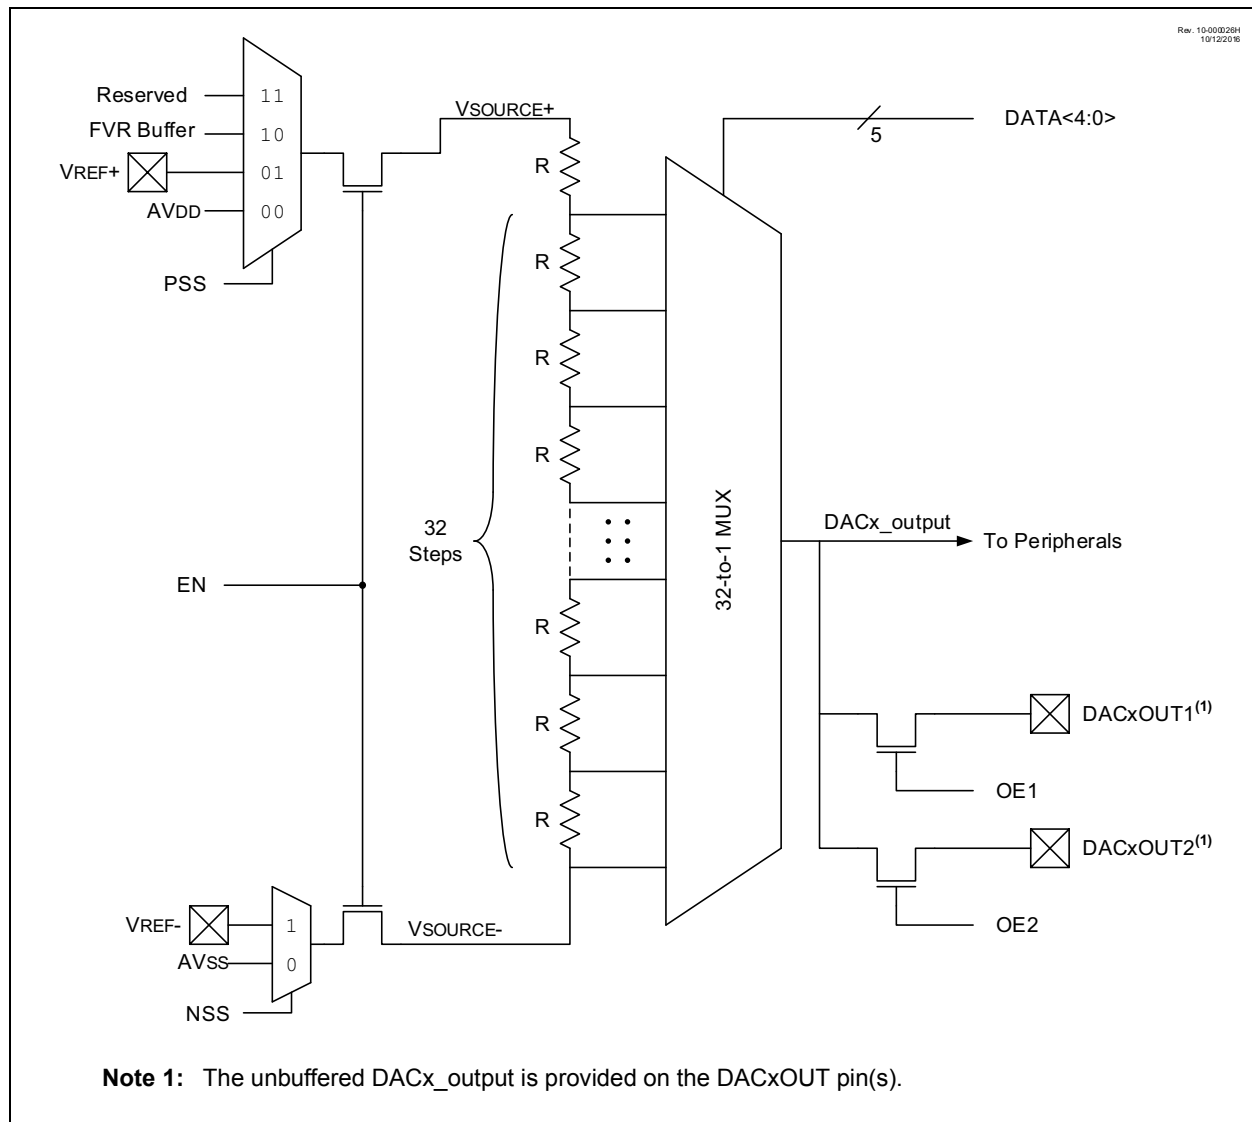 Rev. 10-000026H
10/12/2016
Reserved
11
FVR Buffer
10
VREF+
01
AVDD
00
PSS
VSOURCE+
R
DATA<4:0>
5
R
R
R
32
Steps
32-to-1 MUX
DACx_output
To Peripherals
EN
R
R
R
DACxOUT1(1)
OE1
DACxOUT2(1)
OE2
VREF-
1
AVSS
0
NSS
VSOURCE-
Note 1: The unbuffered DACx_output is provided on the DACxOUT pin(s).